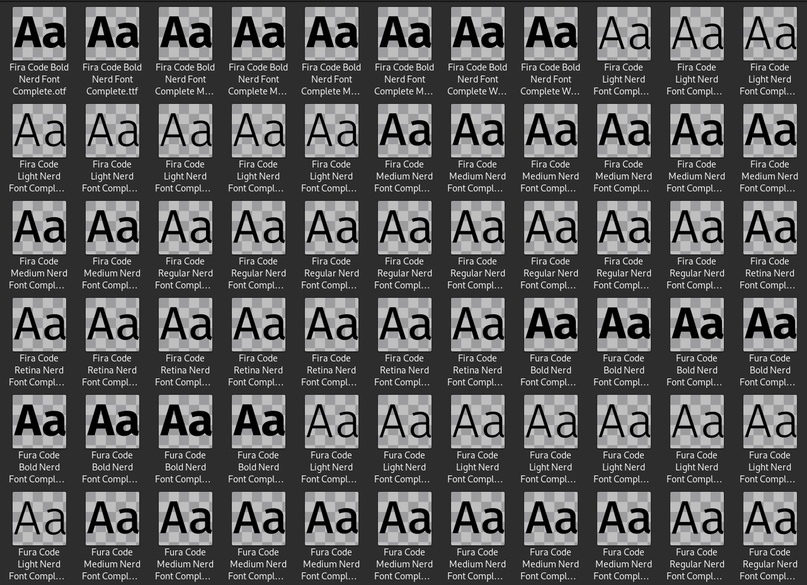 Aa Aa Aa Aa Aa Aa Aa Aa Aa Aa Aa
Fira Code Bold Fira Code Bold Fira Code Bold Fira Code Bold Fira Code Bold Fira Code Bold Fira Code Bold Fira Code Bold Fira Code Fira Code Fira Code
Nerd Font Nerd Font Nerd Font Nerd Font Nerd Font Nerd Font Nerd Font Nerd Font Light Nerd Light Nerd Light Nerd
Complete.otf Complete.ttf Complete M... Complete M... Complete M... Complete M... Complete W... Complete W... Font Compl... Font Compl... Font Compl...
Aa Aa Aa Aa Aa Aa Aa Aa Aa Aa Aa
Fira Code Fira Code Fira Code Fira Code Fira Code Fira Code Fira Code Fira Code Fira Code Fira Code Fira Code
Light Nerd Light Nerd Light Nerd Light Nerd Light Nerd Medium Nerd Medium Nerd Medium Nerd Medium Nerd Medium Nerd Medium Nerd
Font Compl... Font Compl... Font Compl... Font Compl... Font Compl... Font Compl... Font Compl... Font Compl... Font Compl... Font Compl... Font Compl...
Aa Aa Aa Aa Aa Aa Aa Aa Aa Aa Aa
Fira Code Fira Code Fira Code Fira Code Fira Code Fira Code Fira Code Fira Code Fira Code Fira Code Fira Code
Medium Nerd Medium Nerd Regular Nerd Regular Nerd Regular Nerd Regular Nerd Regular Nerd Regular Nerd Regular Nerd Regular Nerd Retina Nerd
Font Compl... Font Compl... Font Compl... Font Compl... Font Compl... Font Compl... Font Compl... Font Compl... Font Compl... Font Compl... Font Compl...
Aa Aa Aa Aa Aa Aa Aa Aa Aa Aa Aa
Fira Code Fira Code Fira Code Fira Code Fira Code Fira Code Fira Code Fura Code Fura Code Fura Code Fura Code
Retina Nerd Retina Nerd Retina Nerd Retina Nerd Retina Nerd Retina Nerd Retina Nerd Bold Nerd Bold Nerd Bold Nerd Bold Nerd
Font Compl... Font Compl... Font Compl... Font Compl... Font Compl... Font Compl... Font Compl... Font Compl... Font Compl... Font Compl... Font Compl...
Aa Aa Aa Aa Aa Aa Aa Aa Aa Aa Aa
Fura Code Fura Code Fura Code Fura Code Fura Code Fura Code Fura Code Fura Code Fura Code Fura Code Fura Code
Bold Nerd Bold Nerd Bold Nerd Bold Nerd Light Nerd Light Nerd Light Nerd Light Nerd Light Nerd Light Nerd Light Nerd
Font Compl... Font Compl... Font Compl... Font Compl... Font Compl... Font Compl... Font Compl... Font Compl... Font Compl... Font Compl... Font Compl...
Aa Aa Aa Aa Aa Aa Aa Aa Aa Aa Aa
Fura Code Fura Code Fura Code Fura Code Fura Code Fura Code Fura Code Fura Code Fura Code Fura Code Fura Code
Light Nerd Medium Nerd Medium Nerd Medium Nerd Medium Nerd Medium Nerd Medium Nerd Medium Nerd Medium Nerd Regular Nerd Regular Nerd
Font Compl... Font Compl... Font Compl... Font Compl... Font Compl... Font Compl... Font Compl... Font Compl... Font Compl... Font Compl... Font Compl...